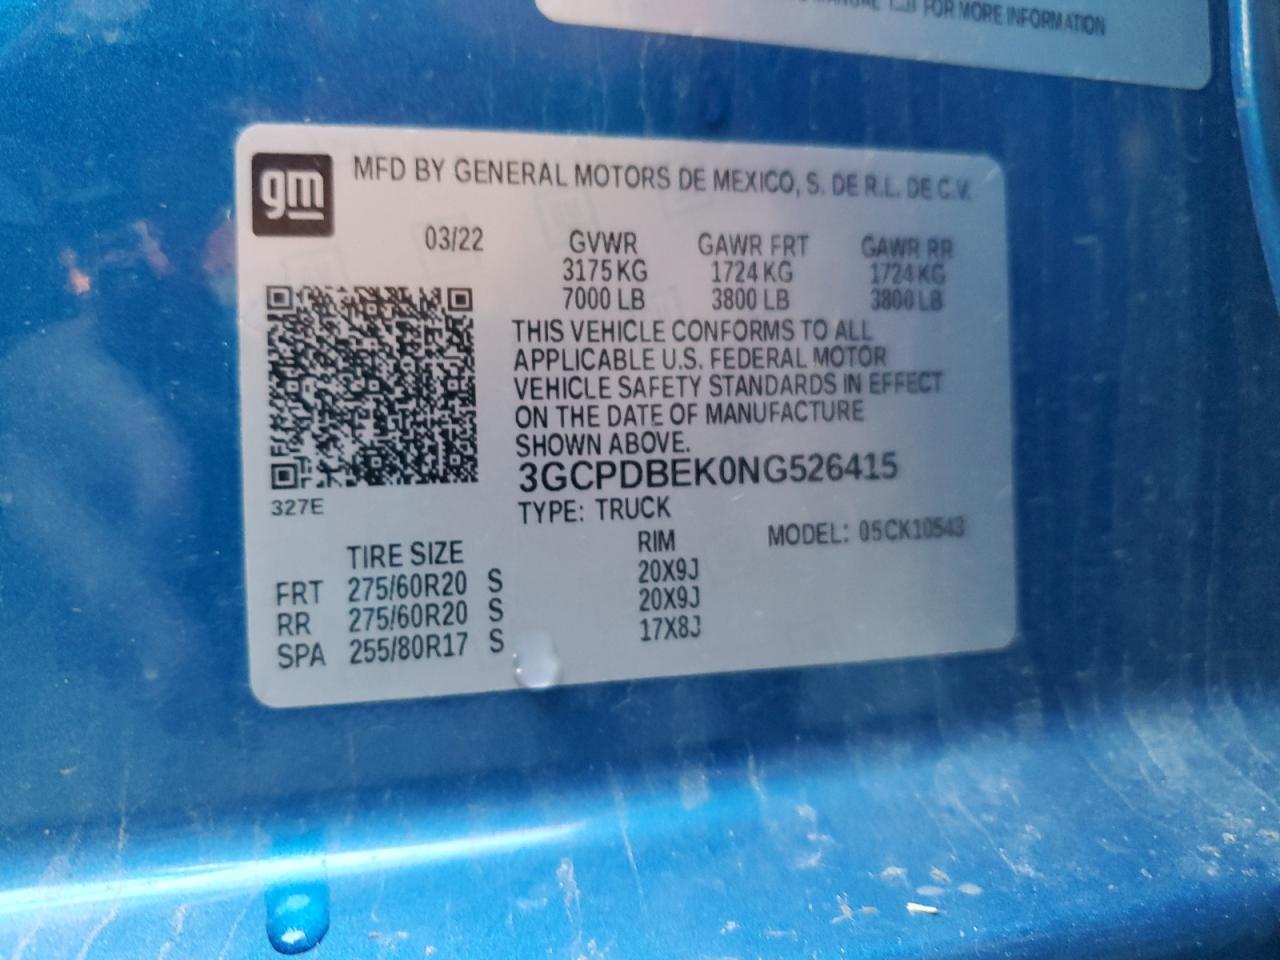 MANUAL FOR MORE INFORMATION
gm
MFD BY GENERAL MOTORS DE MEXICO, S. DE R.L. DE C.V.
03/22 GVWR GAWR FRT GAWR RR
3175 KG 1724 KG 1724 KG
7000 LB 3800 LB 3800 LB
THIS VEHICLE CONFORMS TO ALL
APPLICABLE U.S. FEDERAL MOTOR
VEHICLE SAFETY STANDARDS IN EFFECT
ON THE DATE OF MANUFACTURE
SHOWN ABOVE.
3GCPDBEK0NG526415
327E
TYPE: TRUCK
MODEL: 05CK10543
TIRE SIZE RIM
FRT 275/60R20 S 20X9J
RR 275/60R20 S 20X9J
SPA 255/80R17 S 17X8J